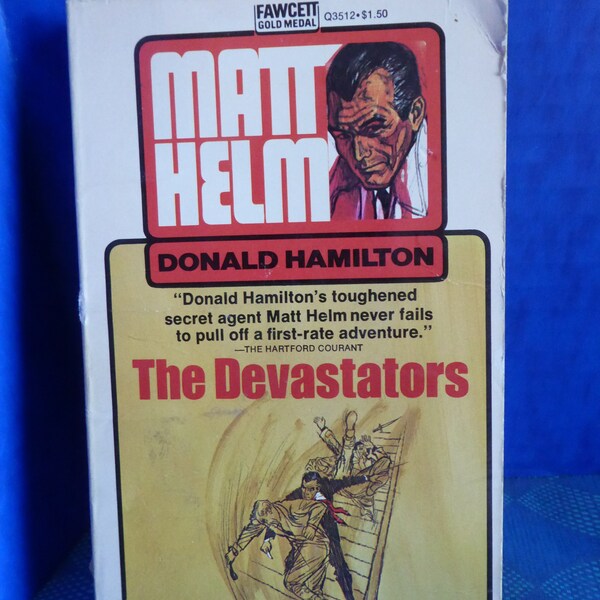 FAWCETT
GOLD MEDAL
Q3512•$1.50
MATT
HELM
DONALD HAMILTON
"Donald Hamilton's toughened
secret agent Matt Helm never fails
to pull off a first-rate adventure."
—THE HARTFORD COURANT
The Devastators